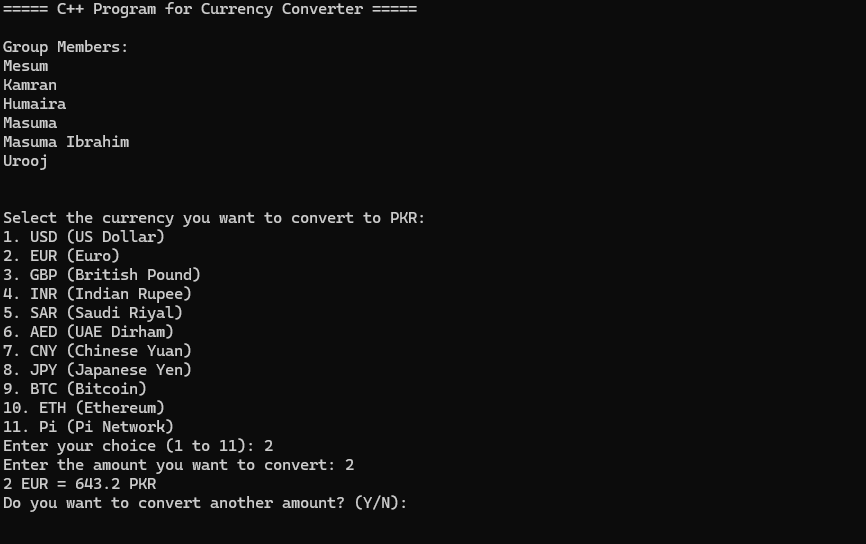 ===== C++ Program for Currency Converter =====
Group Members:
Mesum
Kamran
Humaira
Masuma
Masuma Ibrahim
Urooj
Select the currency you want to convert to PKR:
1. USD (US Dollar)
2. EUR (Euro)
3. GBP (British Pound)
4. INR (Indian Rupee)
5. SAR (Saudi Riyal)
6. AED (UAE Dirham)
7. CNY (Chinese Yuan)
8. JPY (Japanese Yen)
9. BTC (Bitcoin)
10. ETH (Ethereum)
11. Pi (Pi Network)
Enter your choice (1 to 11): 2
Enter the amount you want to convert: 2
2 EUR = 643.2 PKR
Do you want to convert another amount? (Y/N):